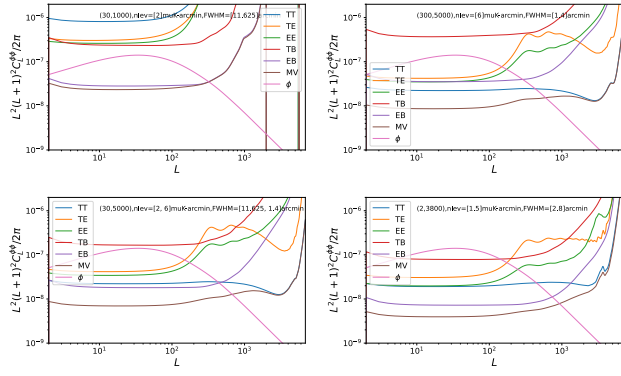 (30,1000),nlev=[2]muK-arcmin,FWHM=[11,625]
TT
TE
EE
TB
EB
MV
ϕ
L²(L+1)²C_L^ϕϕ/2π
10⁻⁶
10⁻⁷
10⁻⁸
10⁻⁹
10¹
10²
10³
L
(300,5000),nlev=[6]muK-arcmin,FWHM=[1,4]arcmin
TT
TE
EE
TB
EB
MV
ϕ
L²(L+1)²C_L^ϕϕ/2π
10⁻⁶
10⁻⁷
10⁻⁸
10⁻⁹
10¹
10²
10³
L
(30,5000),nlev=[2, 6]muK-arcmin,FWHM=[11,625, 1,4]arcmin
TT
TE
EE
TB
EB
MV
ϕ
L²(L+1)²C_L^ϕϕ/2π
10⁻⁶
10⁻⁷
10⁻⁸
10⁻⁹
10¹
10²
10³
L
(2,3800),nlev=[1.5]muK-arcmin,FWHM=[2,8]arcmin
TT
TE
EE
TB
EB
MV
ϕ
L²(L+1)²C_L^ϕϕ/2π
10⁻⁶
10⁻⁷
10⁻⁸
10⁻⁹
10¹
10²
10³
L